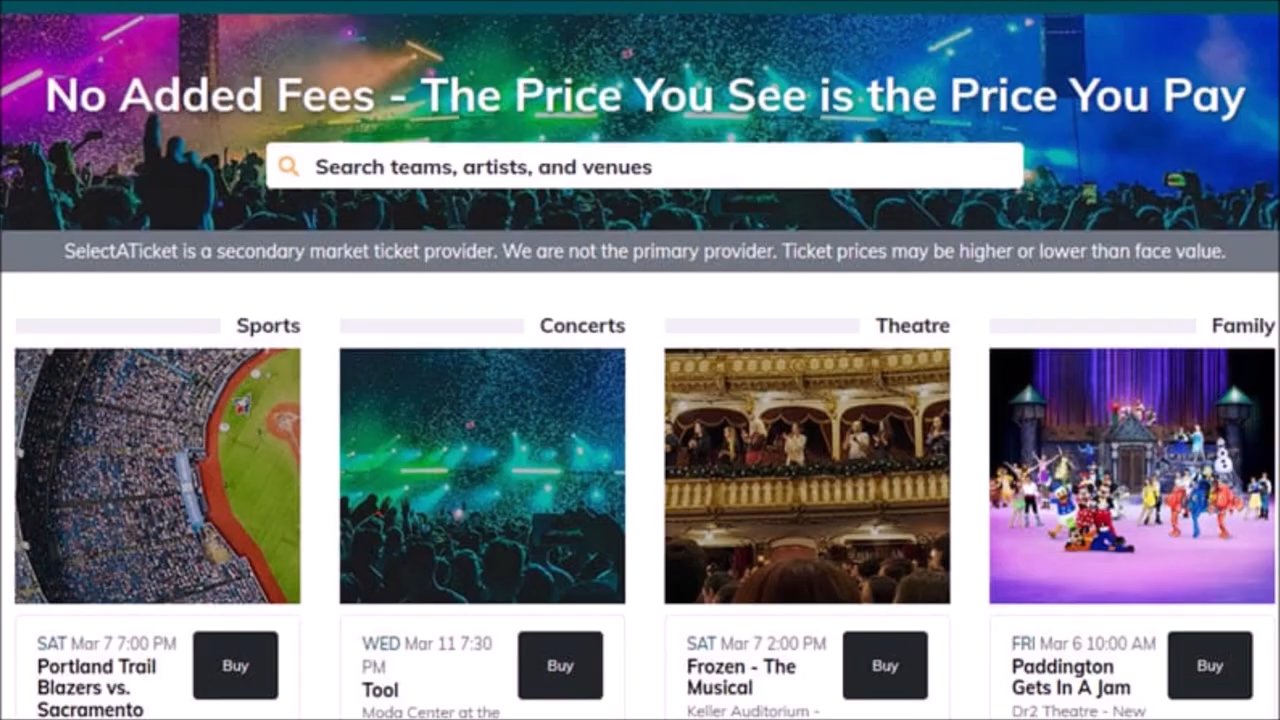 No Added Fees - The Price You See is the Price You Pay
Search teams, artists, and venues
SelectATicket is a secondary market ticket provider. We are not the primary provider. Ticket prices may be higher or lower than face value.
Sports
Concerts
Theatre
Family
SAT Mar 7 7:00 PM
Portland Trail
Blazers vs.
Sacramento
Buy
WED Mar 11 7:30
PM
Tool
Moda Center at the
Buy
SAT Mar 7 2:00 PM
Frozen - The
Musical
Keller Auditorium -
Buy
FRI Mar 6 10:00 AM
Paddington
Gets In A Jam
Dr2 Theatre - New
Buy